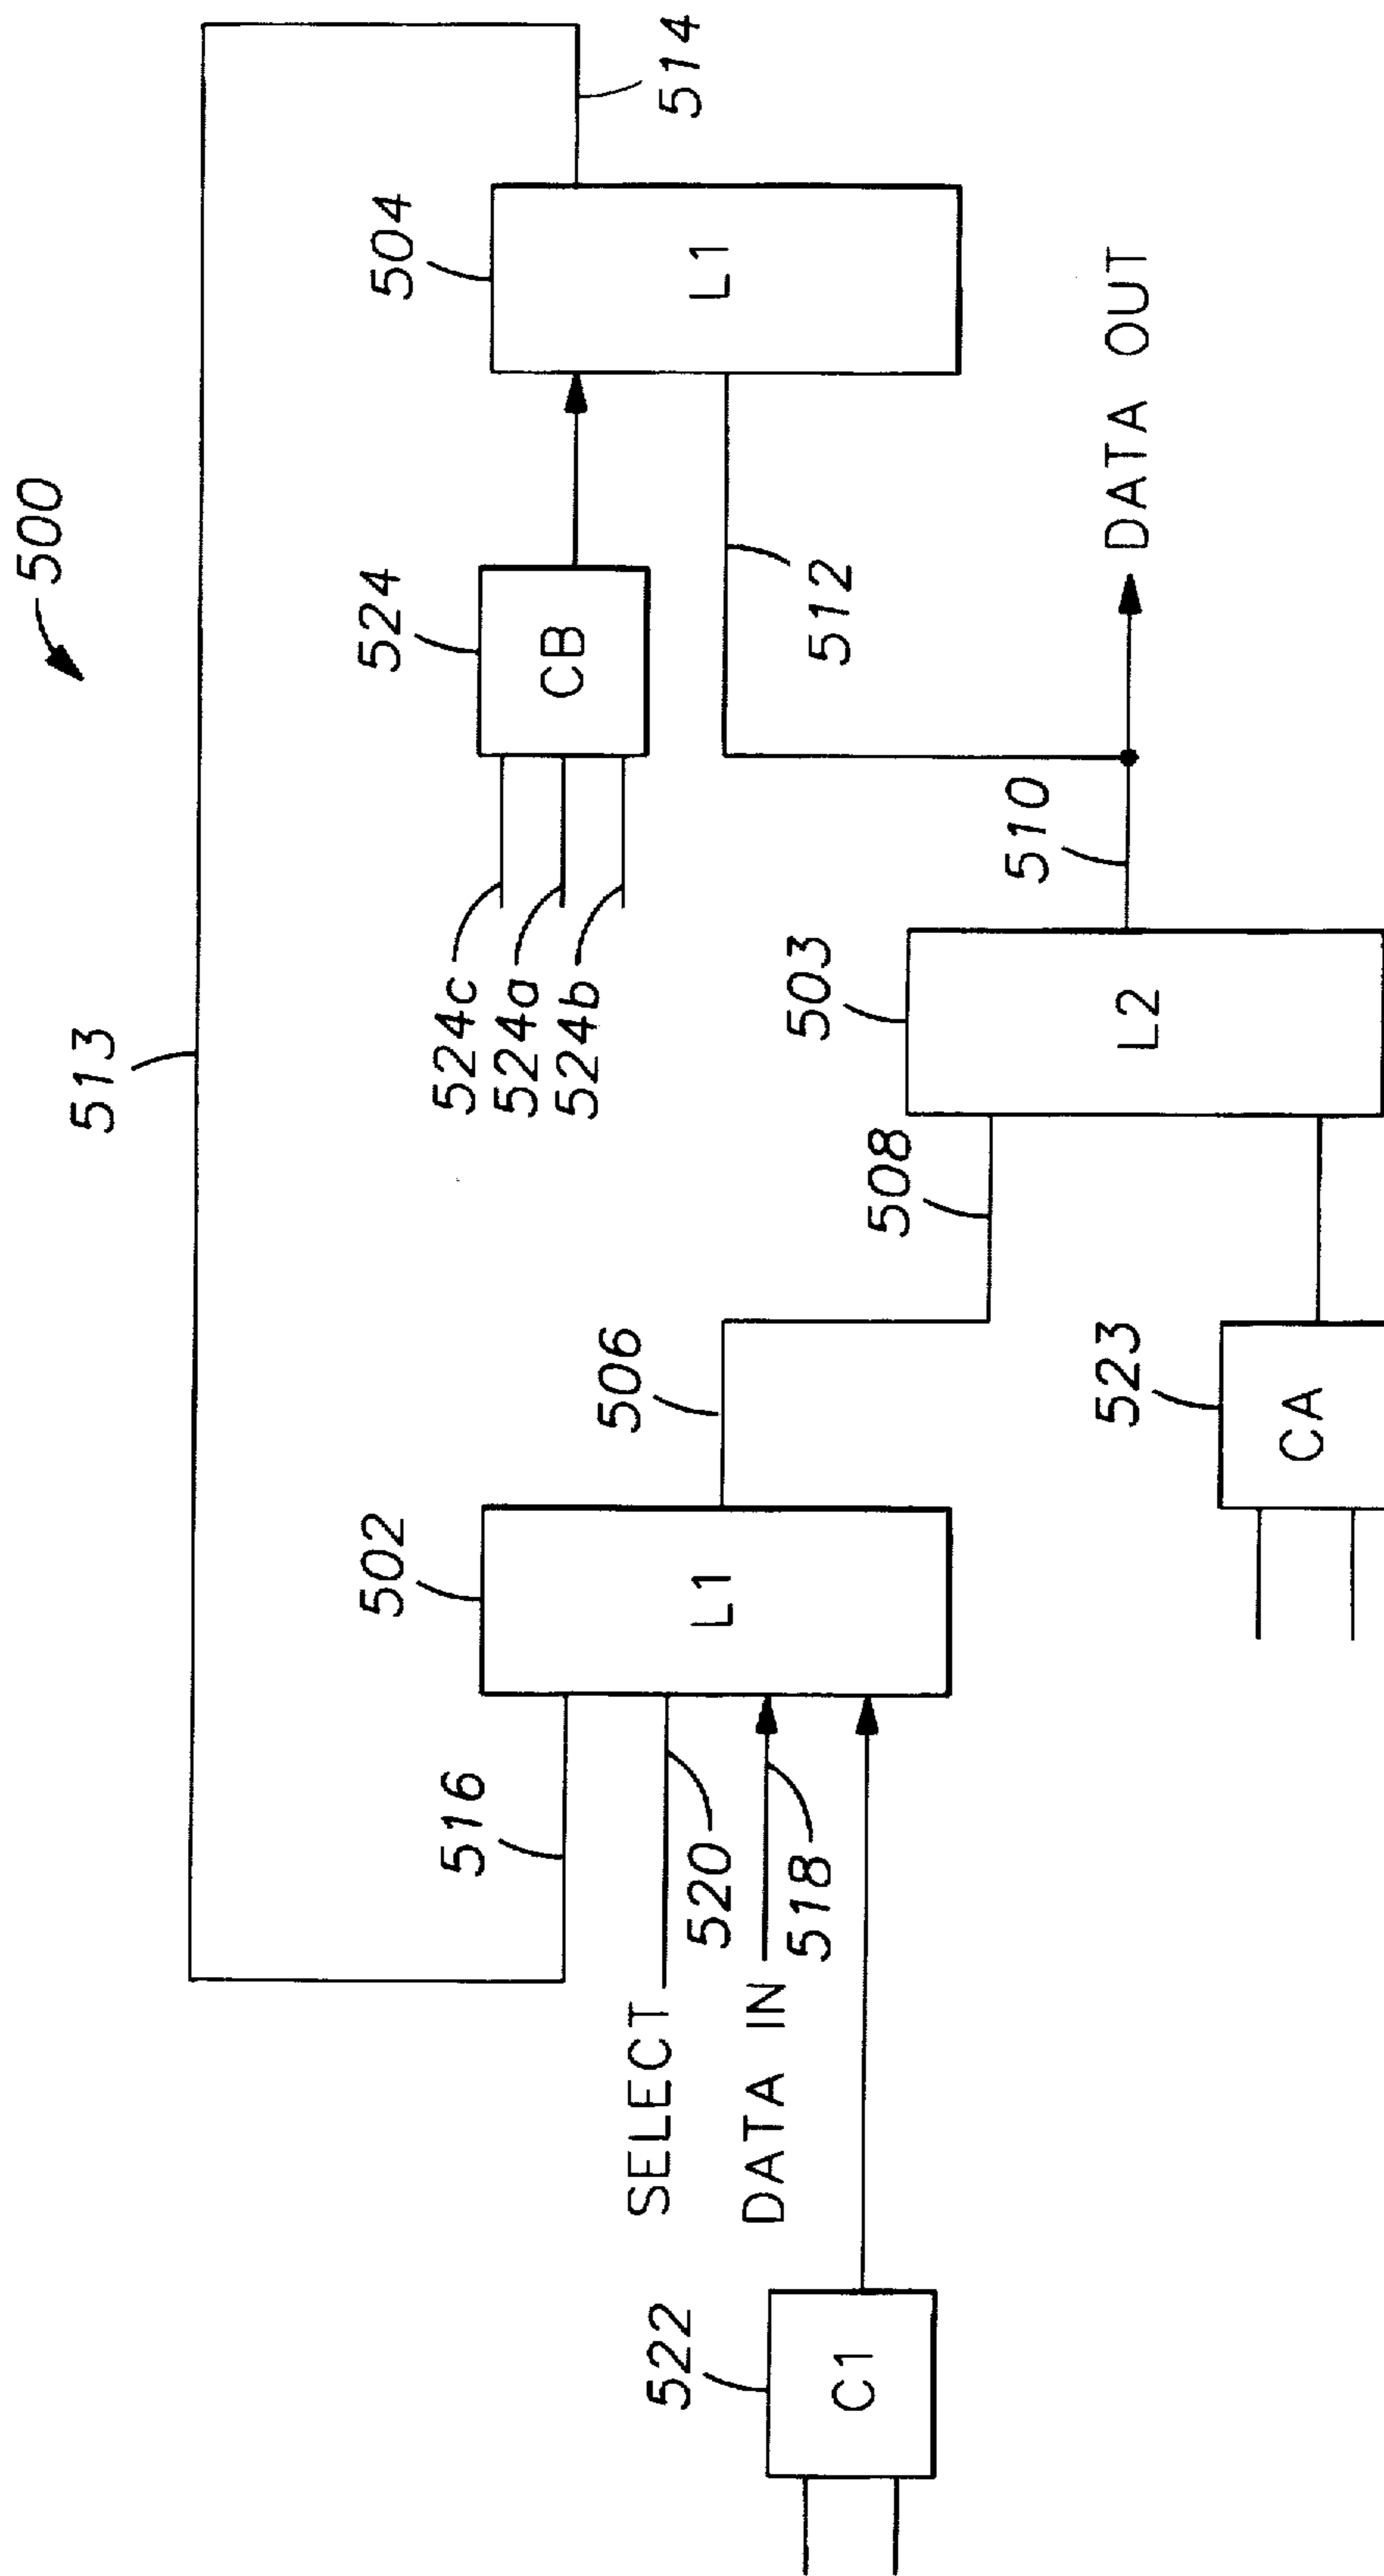 500
513
514
504
L1
524
CB
524c
524a
524b
512
DATA OUT
510
503
L2
508
506
502
L1
516
SELECT
520
DATA IN
518
522
C1
523
CA